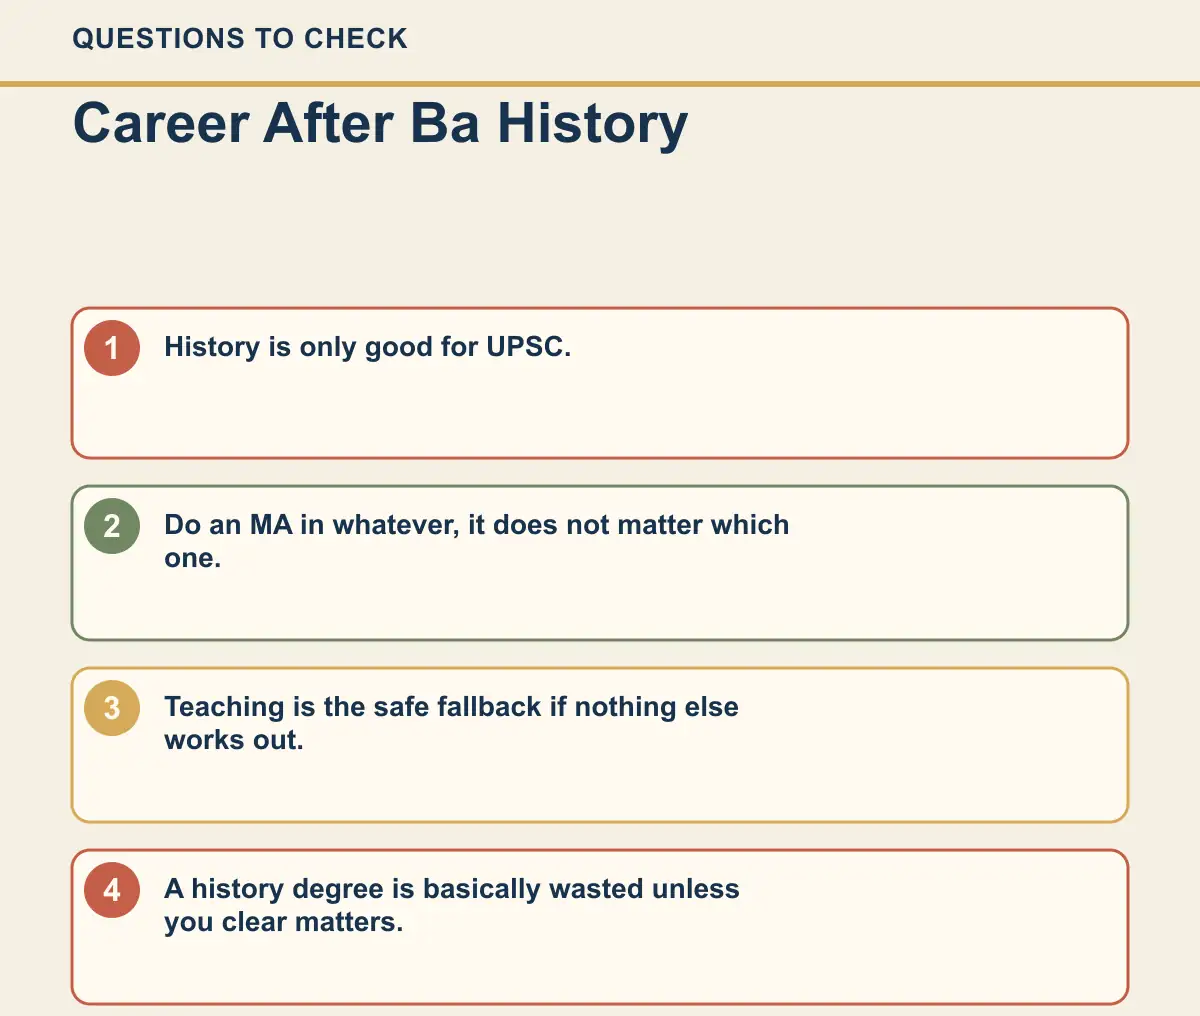 QUESTIONS TO CHECK
Career After Ba History
1
History is only good for UPSC.
2
Do an MA in whatever, it does not matter which
one.
3
Teaching is the safe fallback if nothing else
works out.
4
A history degree is basically wasted unless
you clear matters.